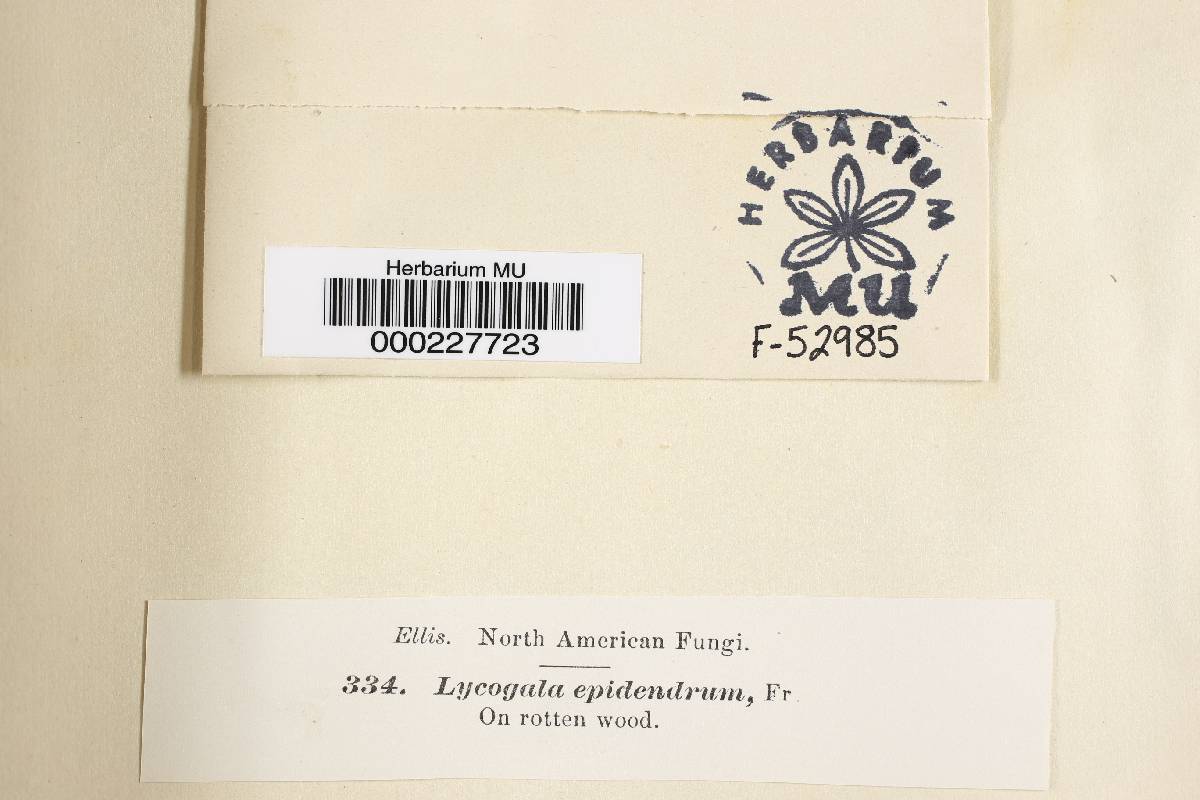 HERBARIUM
MU
F-52985
Herbarium MU
000227723
Ellis. North American Fungi.
334. Lycogala epidendrum, Fr.
On rotten wood.